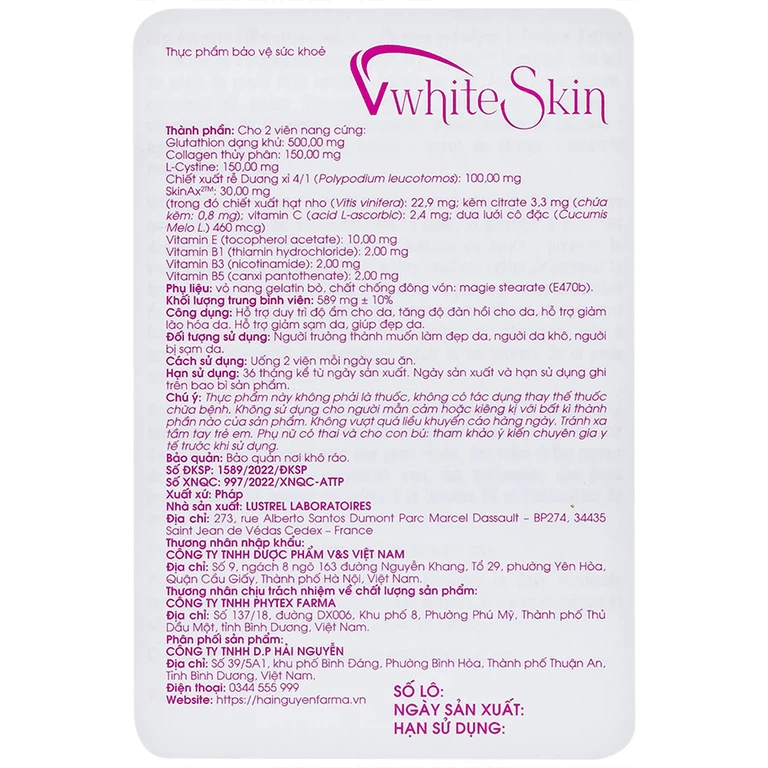 Thực phẩm bảo vệ sức khoẻ
VwhiteSkin
Thành phần: Cho 2 viên nang cứng:
Glutathion dạng khử: 500,00 mg
Collagen thủy phân: 150,00 mg
L-Cystine: 150,00 mg
Chiết xuất rễ Dương xỉ 4/1 (Polypodium leucotomos): 100,00 mg
SkinAx²™: 30,00 mg
(trong đó chiết xuất hạt nho (Vitis vinifera): 22,9 mg; kẽm citrate 3,3 mg (chứa
kẽm: 0,8 mg); vitamin C (acid L-ascorbic): 2,4 mg; dưa lưới cô đặc (Cucumis
Melo L.) 460 mcg)
Vitamin E (tocopherol acetate): 10,00 mg
Vitamin B1 (thiamin hydrochloride): 2,00 mg
Vitamin B3 (nicotinamide): 2,00 mg
Vitamin B5 (canxi pantothenate): 2,00 mg
Phụ liệu: vỏ nang gelatin bò, chất chống đông vón: magie stearate (E470b).
Khối lượng trung bình viên: 589 mg ± 10%
Công dụng: Hỗ trợ duy trì độ ẩm cho da, tăng độ đàn hồi cho da, hỗ trợ giảm
lão hóa da. Hỗ trợ giảm sạm da, giúp đẹp da.
Đối tượng sử dụng: Người trưởng thành muốn làm đẹp da, người da khô, người
bị sạm da.
Cách sử dụng: Uống 2 viên mỗi ngày sau ăn.
Hạn sử dụng: 36 tháng kể từ ngày sản xuất. Ngày sản xuất và hạn sử dụng ghi
trên bao bì sản phẩm.
Chú ý: Thực phẩm này không phải là thuốc, không có tác dụng thay thế thuốc
chữa bệnh. Không sử dụng cho người mẫn cảm hoặc kiêng kị với bất kì thành
phần nào của sản phẩm. Không vượt quá liều khuyến cáo hàng ngày. Tránh xa
tầm tay trẻ em. Phụ nữ có thai và cho con bú: tham khảo ý kiến chuyên gia y
tế trước khi sử dụng.
Bảo quản: Bảo quản nơi khô ráo.
Số ĐKSP: 1589/2022/ĐKSP
Số XNQC: 997/2022/XNQC-ATTP
Xuất xứ: Pháp
Nhà sản xuất: LUSTREL LABORATOIRES
Địa chỉ: 273, rue Alberto Santos Dumont Parc Marcel Dassault – BP274, 34435
Saint Jean de Védas Cedex – France
Thương nhân nhập khẩu:
CÔNG TY TNHH DƯỢC PHẨM V&S VIỆT NAM
Địa chỉ: Số 9, ngách 8 ngõ 163 đường Nguyễn Khang, Tổ 29, phường Yên Hòa,
Quận Cầu Giấy, Thành phố Hà Nội, Việt Nam.
Thương nhân chịu trách nhiệm về chất lượng sản phẩm:
CÔNG TY TNHH PHYTEX FARMA
Địa chỉ: Số 137/18, đường DX006, Khu phố 8, Phường Phú Mỹ, Thành phố Thủ
Dầu Một, tỉnh Bình Dương, Việt Nam.
Phân phối sản phẩm:
CÔNG TY TNHH D.P HẢI NGUYỄN
Địa chỉ: Số 39/5A1, khu phố Bình Đáng, Phường Bình Hòa, Thành phố Thuận An,
Tỉnh Bình Dương, Việt Nam.
Điện thoại: 0344 555 999
Website: https://hainguyenfarma.vn
SỐ LÔ:
NGÀY SẢN XUẤT:
HẠN SỬ DỤNG: